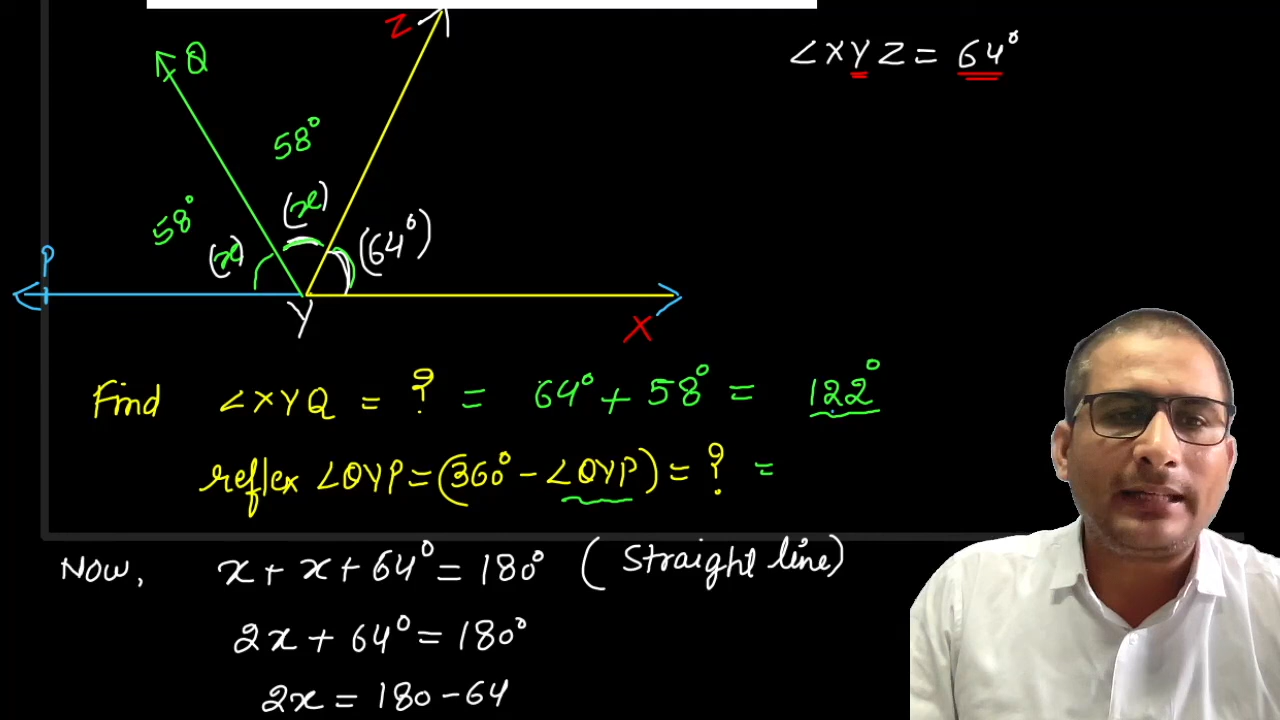 Z
∠XYZ = 64°
Q
58°
58°
(x)
(x)
(64°)
P
Y
X
Find ∠XYQ = ? = 64° + 58° = 122°
reflex ∠QYP = (360° - ∠QYP) = ? =
Now, x + x + 64° = 180° (Straight line)
2x + 64° = 180°
2x = 180 - 64